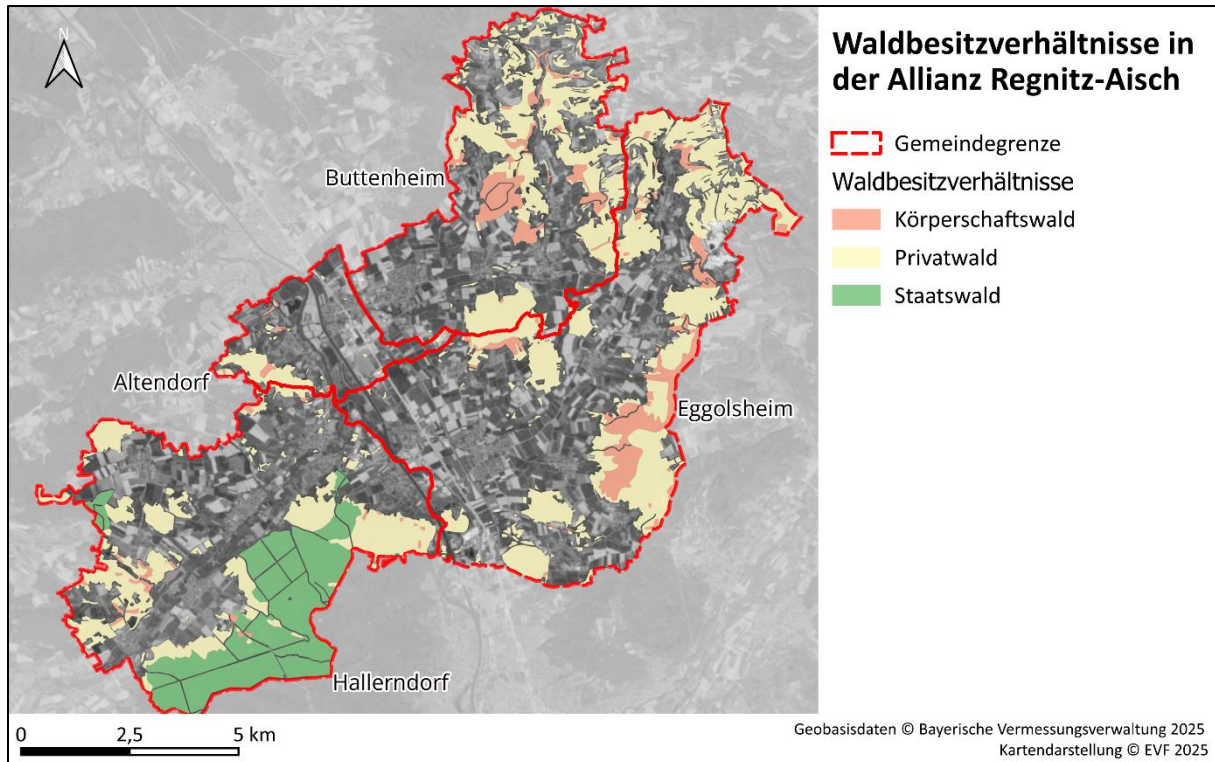 Waldbesitzverhältnisse in
der Allianz Regnitz-Aisch
Gemeindegrenze
Waldbesitzverhältnisse
Körperschaftswald
Privatwald
Staatswald
N
Buttenheim
Altendorf
Eggolsheim
Hallerndorf
0 2,5 5 km
Geobasisdaten © Bayerische Vermessungsverwaltung 2025
Kartendarstellung © EVF 2025